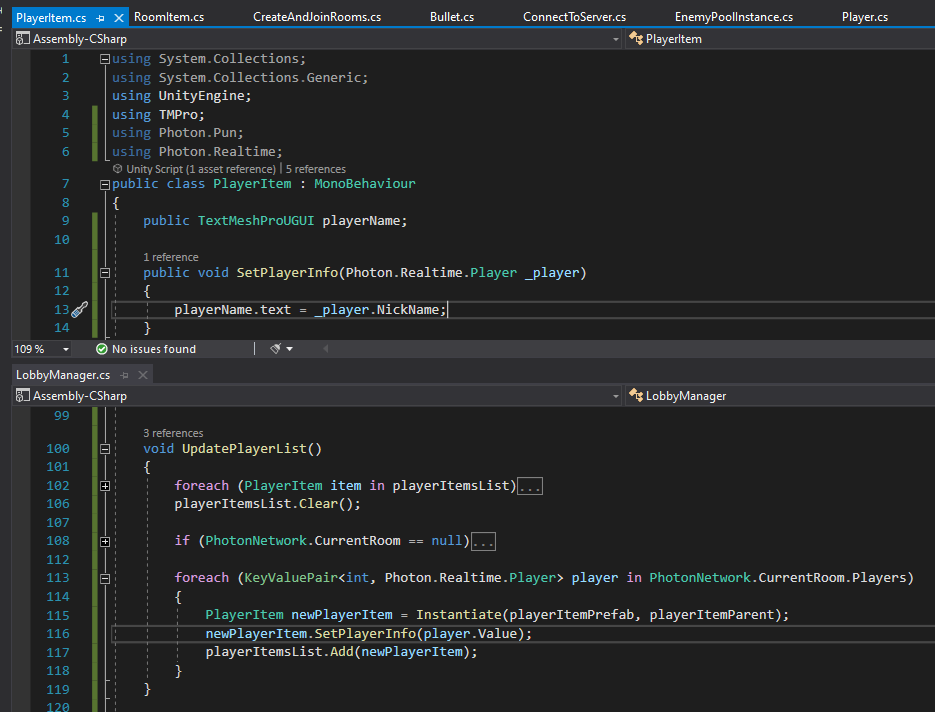 PlayerItem.cs RoomItem.cs CreateAndJoinRooms.cs Bullet.cs ConnectToServer.cs EnemyPoolInstance.cs Player.cs
Assembly-CSharp PlayerItem
1 using System.Collections;
2 using System.Collections.Generic;
3 using UnityEngine;
4 using TMPro;
5 using Photon.Pun;
6 using Photon.Realtime;
Unity Script (1 asset reference) | 5 references
7 public class PlayerItem : MonoBehaviour
8 {
9 public TextMeshProUGUI playerName;
10
1 reference
11 public void SetPlayerInfo(Photon.Realtime.Player _player)
12 {
13 playerName.text = _player.NickName;
14 }
109 % No issues found
LobbyManager.cs
Assembly-CSharp LobbyManager
99
3 references
100 void UpdatePlayerList()
101 {
102 foreach (PlayerItem item in playerItemsList)...
106 playerItemsList.Clear();
107
108 if (PhotonNetwork.CurrentRoom == null)...
112
113 foreach (KeyValuePair<int, Photon.Realtime.Player> player in PhotonNetwork.CurrentRoom.Players)
114 {
115 PlayerItem newPlayerItem = Instantiate(playerItemPrefab, playerItemParent);
116 newPlayerItem.SetPlayerInfo(player.Value);
117 playerItemsList.Add(newPlayerItem);
118 }
119 }
120